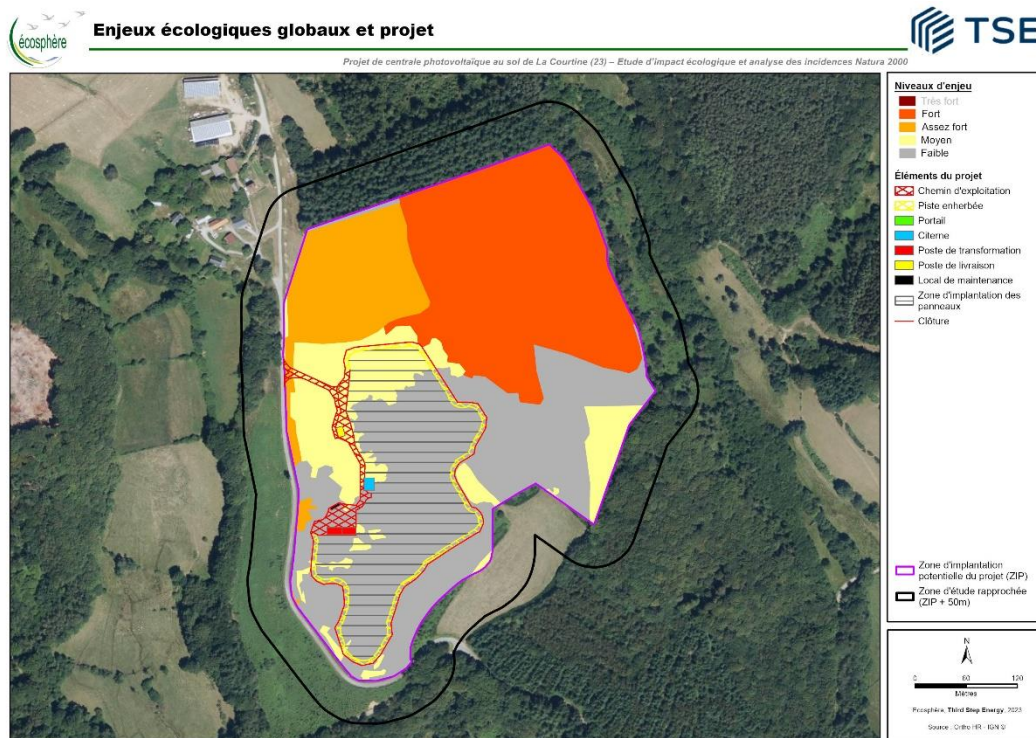 écosphère
Enjeux écologiques globaux et projet
TSE
Projet de centrale photovoltaïque au sol de La Courtine (23) – Etude d'impact écologique et analyse des incidences Natura 2000
Niveaux d'enjeu
Très fort
Fort
Assez fort
Moyen
Faible
Éléments du projet
Chemin d'exploitation
Piste enherbée
Portail
Citerne
Poste de transformation
Poste de livraison
Local de maintenance
Zone d'implantation des
panneaux
Clôture
Zone d'implantation
potentielle du projet (ZIP)
Zone d'étude rapprochée
(ZIP + 50m)
N
0 60 120
Mètres
Ecosphère, Third Step Energy, 2023
Source : Ortho HR - IGN ©